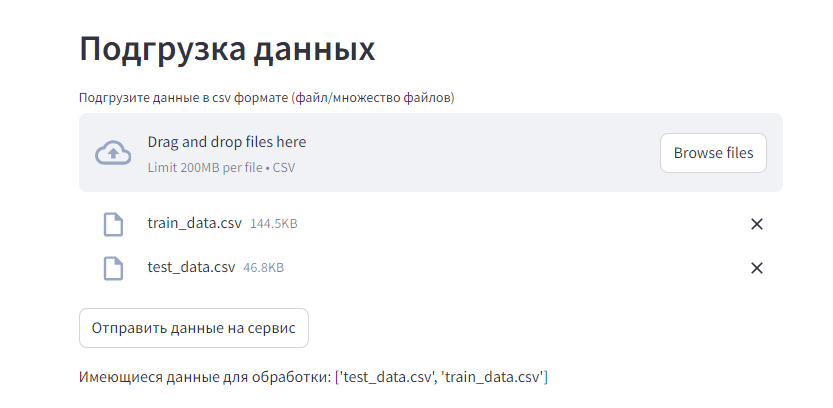 Подгрузка данных
Подгрузите данные в csv формате (файл/множество файлов)
Drag and drop files here
Limit 200MB per file • CSV
Browse files
train_data.csv 144.5KB
test_data.csv 46.8KB
Отправить данные на сервис
Имеющиеся данные для обработки: ['test_data.csv', 'train_data.csv']